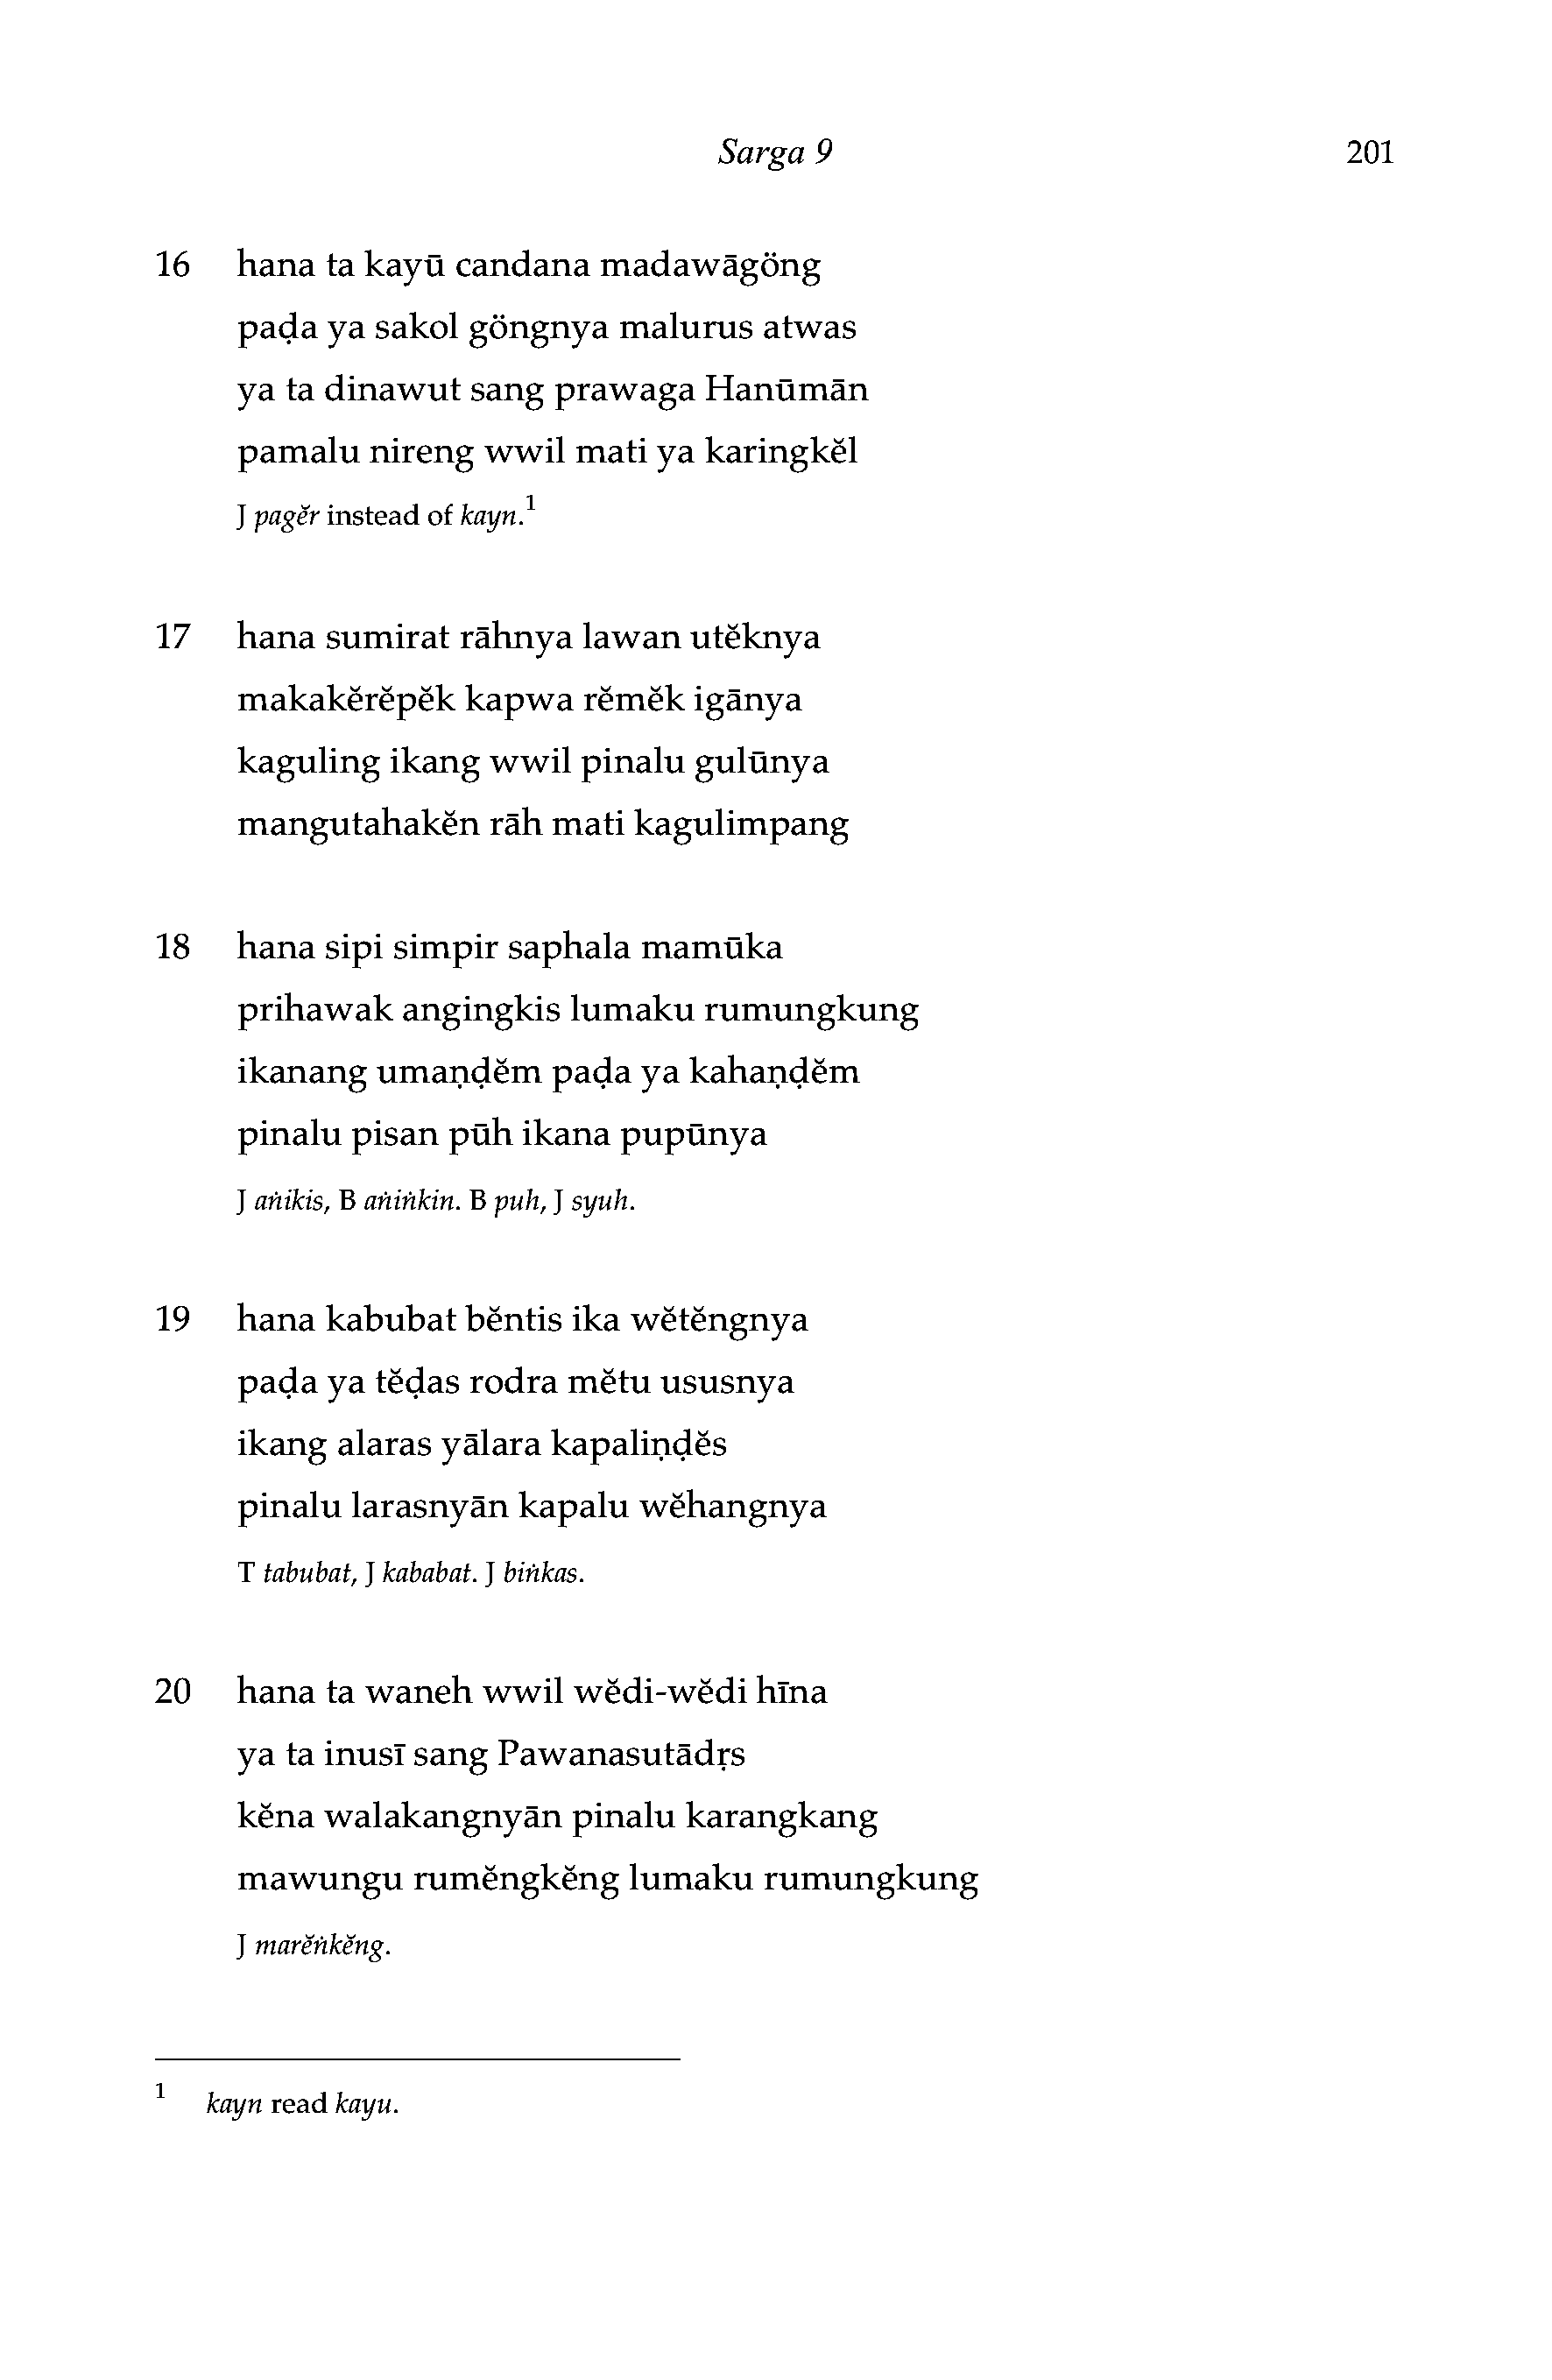 Sarga 9 201
16 hana ta kayū candana madawāgöng
paḍa ya sakol göngnya malurus atwas
ya ta dinawut sang prawaga Hanūmān
pamalu nireng wwil mati ya karingkĕl
J pagĕr instead of kayn.¹
17 hana sumirat rāhnya lawan utĕknya
makakĕrĕpĕk kapwa rĕmĕk igānya
kaguling ikang wwil pinalu gulūnya
mangutahakĕn rāh mati kagulimpang
18 hana sipi simpir saphala mamūka
prihawak angingkis lumaku rumungkung
ikanang umaṇḍĕm paḍa ya kahaṇḍĕm
pinalu pisan pūh ikana pupūnya
J aṅikis, B aṅiṅkin. B puh, J syuh.
19 hana kabubat bĕntis ika wĕtĕngnya
paḍa ya tĕḍas rodra mĕtu ususnya
ikang alaras yālara kapaliṇḍĕs
pinalu larasnyān kapalu wĕhangnya
T tabubat, J kababat. J biṅkas.
20 hana ta waneh wwil wĕdi-wĕdi hīna
ya ta inusī sang Pawanasutādṛs
kĕna walakangnyān pinalu karangkang
mawungu rumĕngkĕng lumaku rumungkung
J marĕṅkĕng.
¹ kayn read kayu.